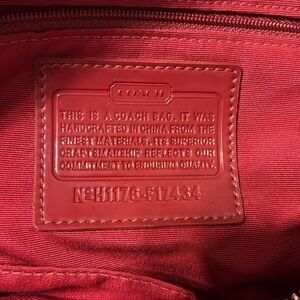 COACH
THIS IS A COACH BAG. IT WAS
HANDCRAFTED IN CHINA FROM THE
FINEST MATERIALS. ITS SUPERIOR
CRAFTSMANSHIP REFLECTS OUR
COMMITMENT TO ENDURING QUALITY.
Nº H1176-F17434